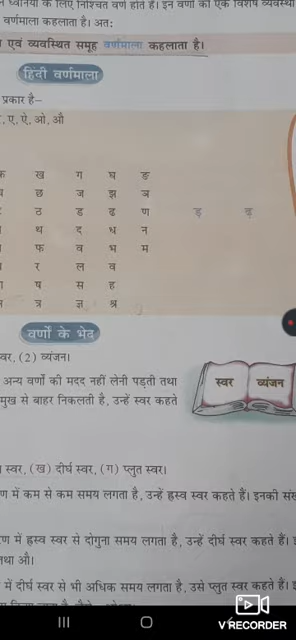 ध्वनियों के लिए निश्चित वर्ण होते हैं। इन वर्णों की एक विशेष व्यवस्था
वर्णमाला कहलाता है। अत:
एवं व्यवस्थित समूह वर्णमाला कहलाता है।
हिंदी वर्णमाला
प्रकार है—
ए, ऐ, ओ, औ
ख ग घ ङ
छ ज झ ञ
ठ ड ढ ण ड़ ढ़
थ द ध न
फ ब भ म
र ल व
ष स ह
त्र ज्ञ श्र
वर्णों के भेद
(2) व्यंजन।
अन्य वर्णों की मदद नहीं लेनी पड़ती तथा
मुख से बाहर निकलती है, उन्हें स्वर कहते
स्वर व्यंजन
स्वर, (ख) दीर्घ स्वर, (ग) प्लुत स्वर।
में कम से कम समय लगता है, उन्हें ह्रस्व स्वर कहते हैं। इनकी
में ह्रस्व स्वर से दोगुना समय लगता है, उन्हें दीर्घ स्वर कहते हैं।
तथा औ।
में दीर्घ स्वर से भी अधिक समय लगता है, उसे प्लुत स्वर कहते हैं।
V RECORDER